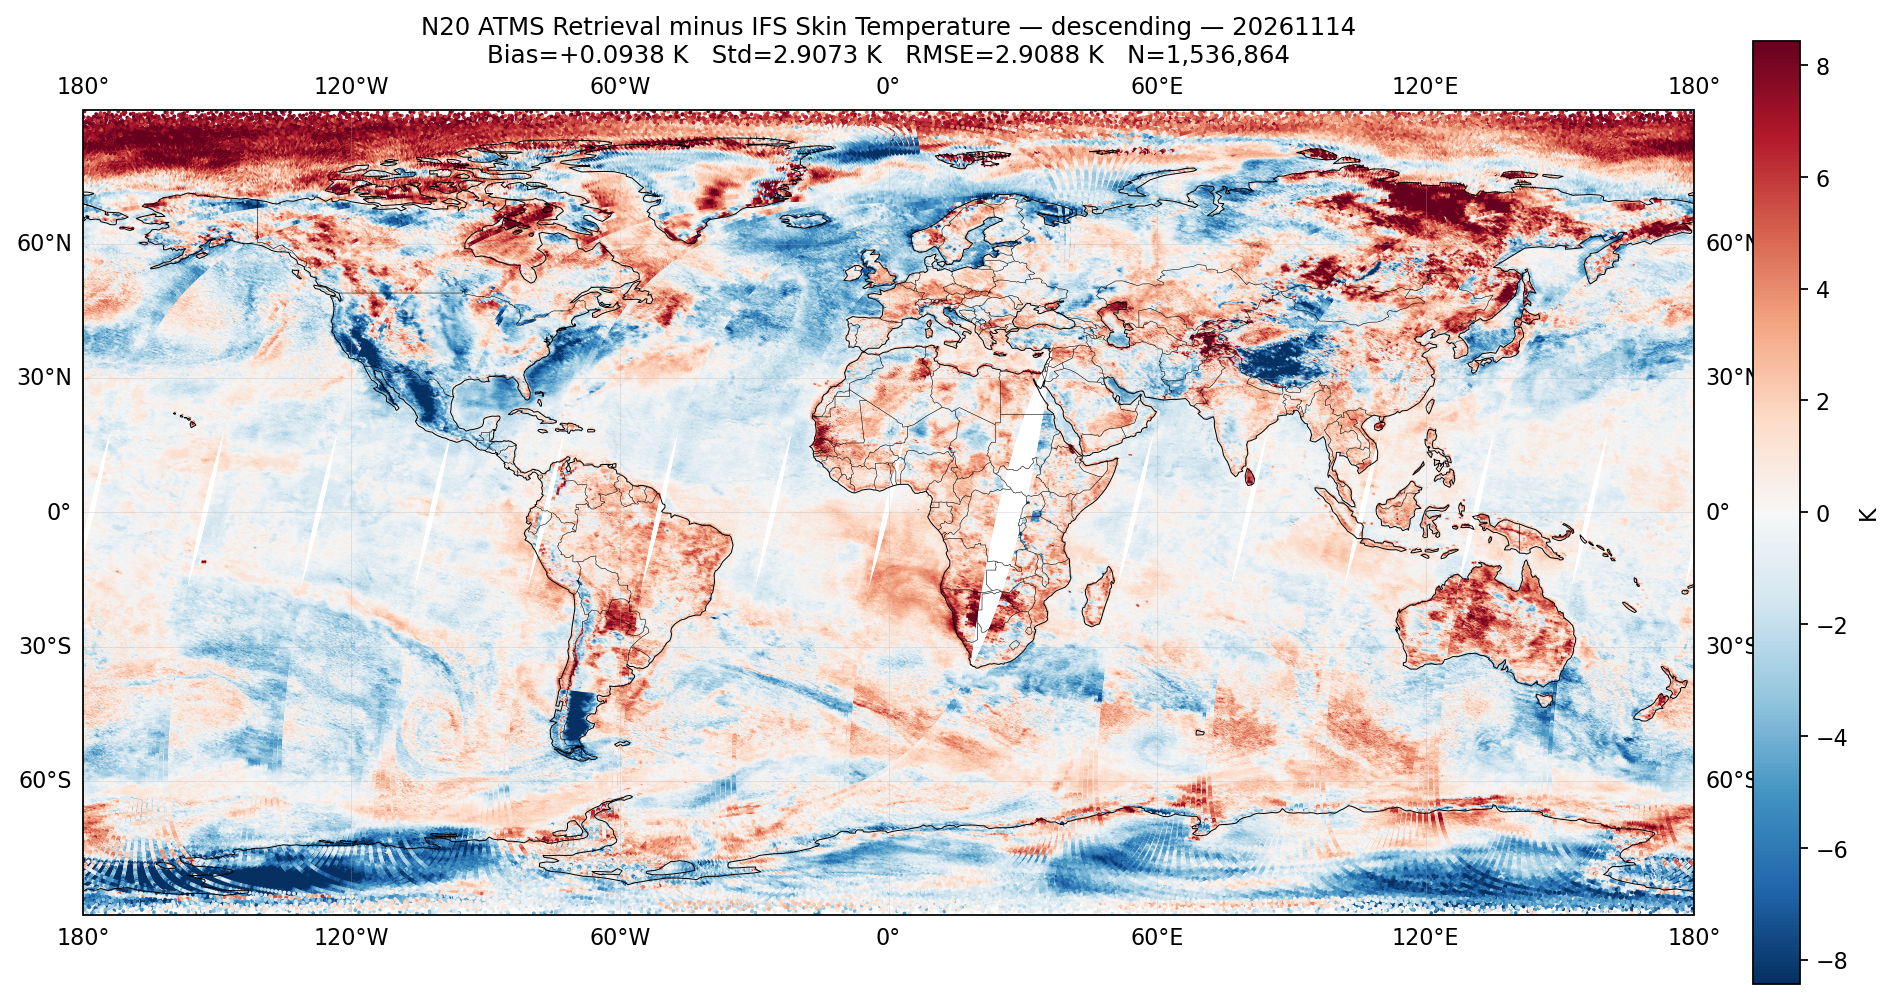 N20 ATMS Retrieval minus IFS Skin Temperature — descending — 20261114
Bias=+0.0938 K   Std=2.9073 K   RMSE=2.9088 K   N=1,536,864
180° 120°W 60°W 0° 60°E 120°E 180°
60°N 60°N
30°N 30°N
0° 0°
30°S 30°S
60°S 60°S
180° 120°W 60°W 0° 60°E 120°E 180°
8
6
4
2
0
−2
−4
−6
−8
K